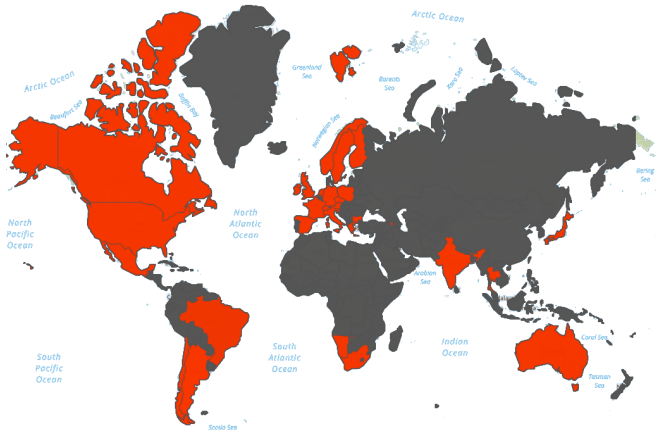 Arctic Ocean
Greenland
Sea
Barents
Sea
Kara Sea
Laptev Sea
Arctic Ocean
Beaufort Sea
Baffin Bay
Norwegian Sea
Bering
Sea
North
Pacific
Ocean
North
Atlantic
Ocean
Arabian
Sea
South
Pacific
Ocean
South
Atlantic
Ocean
Indian
Ocean
Coral Sea
Tasman
Sea
Scotia Sea